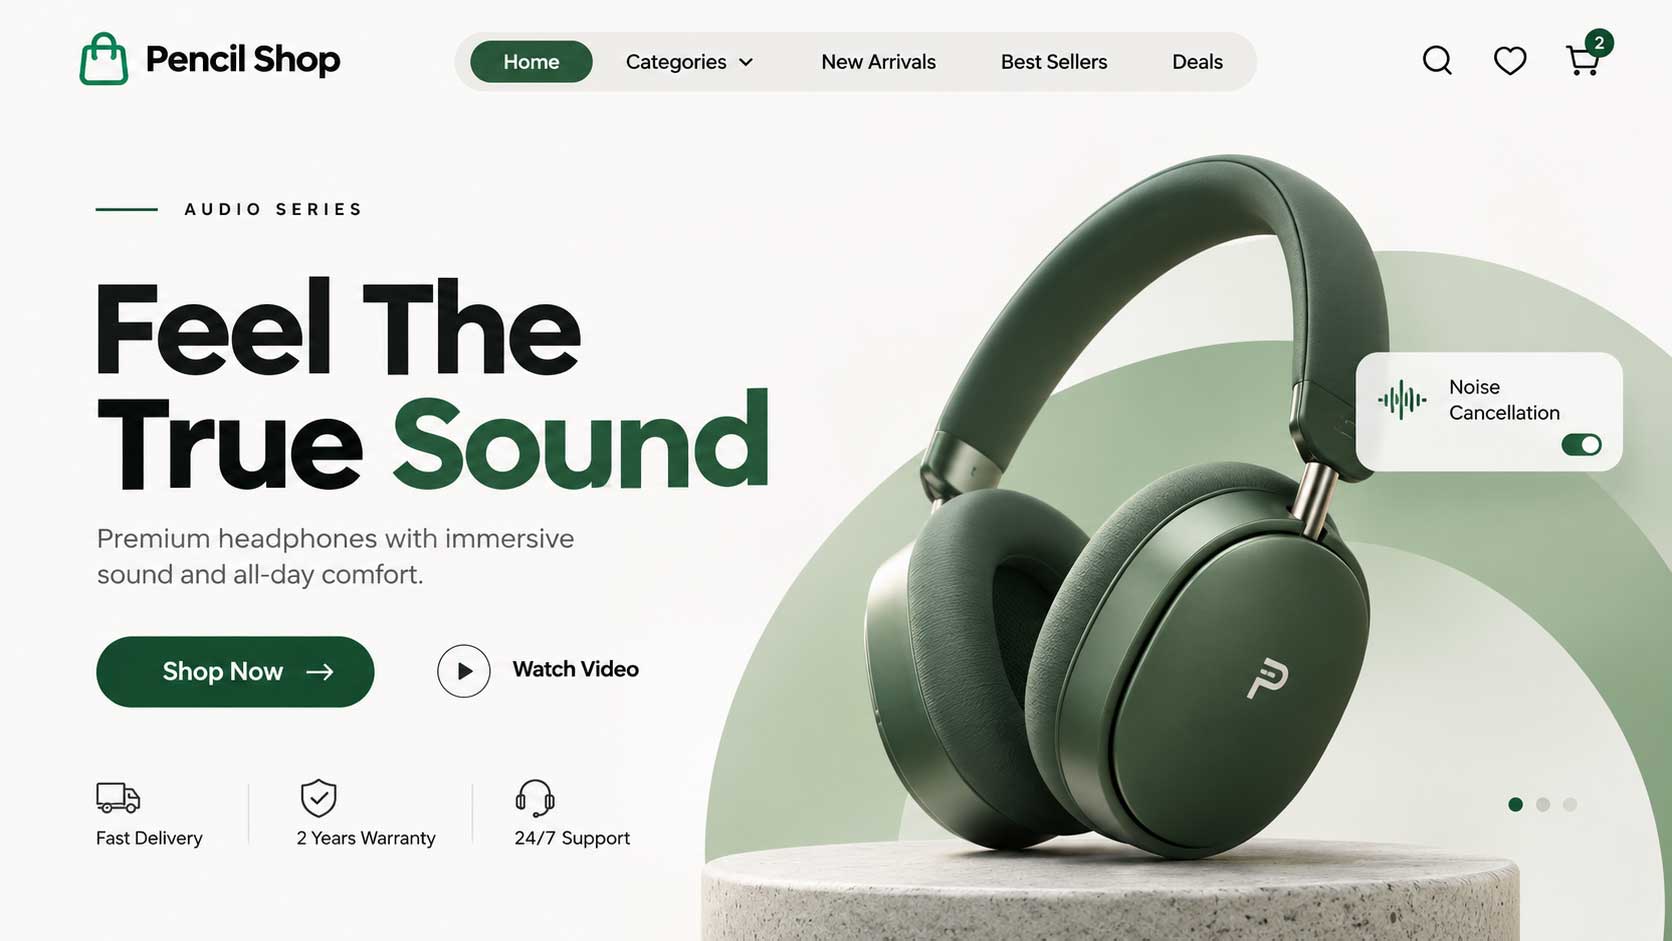 Pencil Shop
Home
Categories
New Arrivals
Best Sellers
Deals
2
AUDIO SERIES
Feel The
True Sound
Premium headphones with immersive
sound and all-day comfort.
Shop Now
Watch Video
Noise
Cancellation
Fast Delivery
2 Years Warranty
24/7 Support